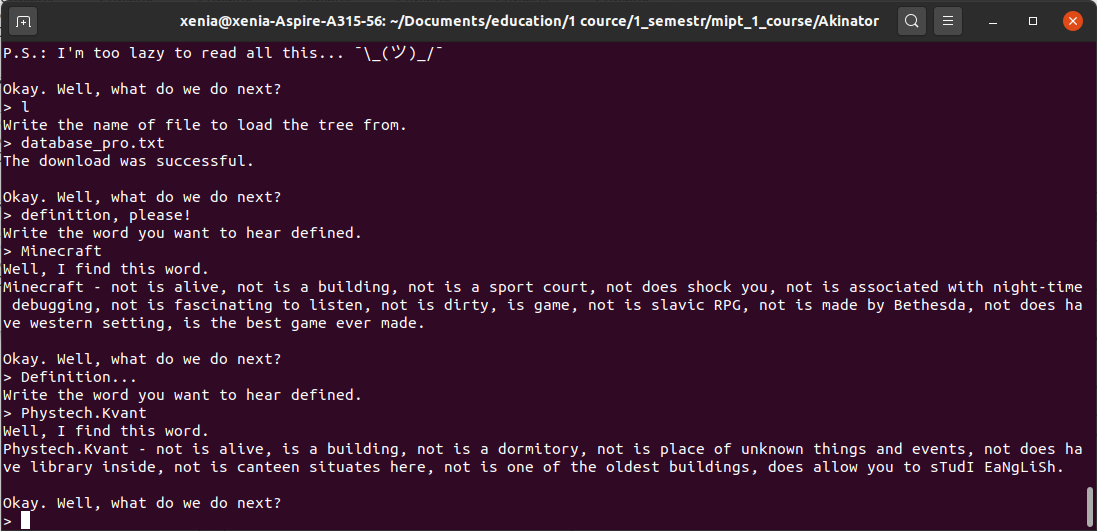 xenia@xenia-Aspire-A315-56: ~/Documents/education/1 cource/1_semestr/mipt_1_course/Akinator
P.S.: I'm too lazy to read all this... ¯\_(ツ)_/¯
Okay. Well, what do we do next?
> l
Write the name of file to load the tree from.
> database_pro.txt
The download was successful.
Okay. Well, what do we do next?
> definition, please!
Write the word you want to hear defined.
> Minecraft
Well, I find this word.
Minecraft - not is alive, not is a building, not is a sport court, not does shock you, not is associated with night-time
 debugging, not is fascinating to listen, not is dirty, is game, not is slavic RPG, not is made by Bethesda, not does ha
ve western setting, is the best game ever made.
Okay. Well, what do we do next?
> Definition...
Write the word you want to hear defined.
> Phystech.Kvant
Well, I find this word.
Phystech.Kvant - not is alive, is a building, not is a dormitory, not is place of unknown things and events, not does ha
ve library inside, not is canteen situates here, not is one of the oldest buildings, does allow you to sTudI EaNgLiSh.
Okay. Well, what do we do next?
>